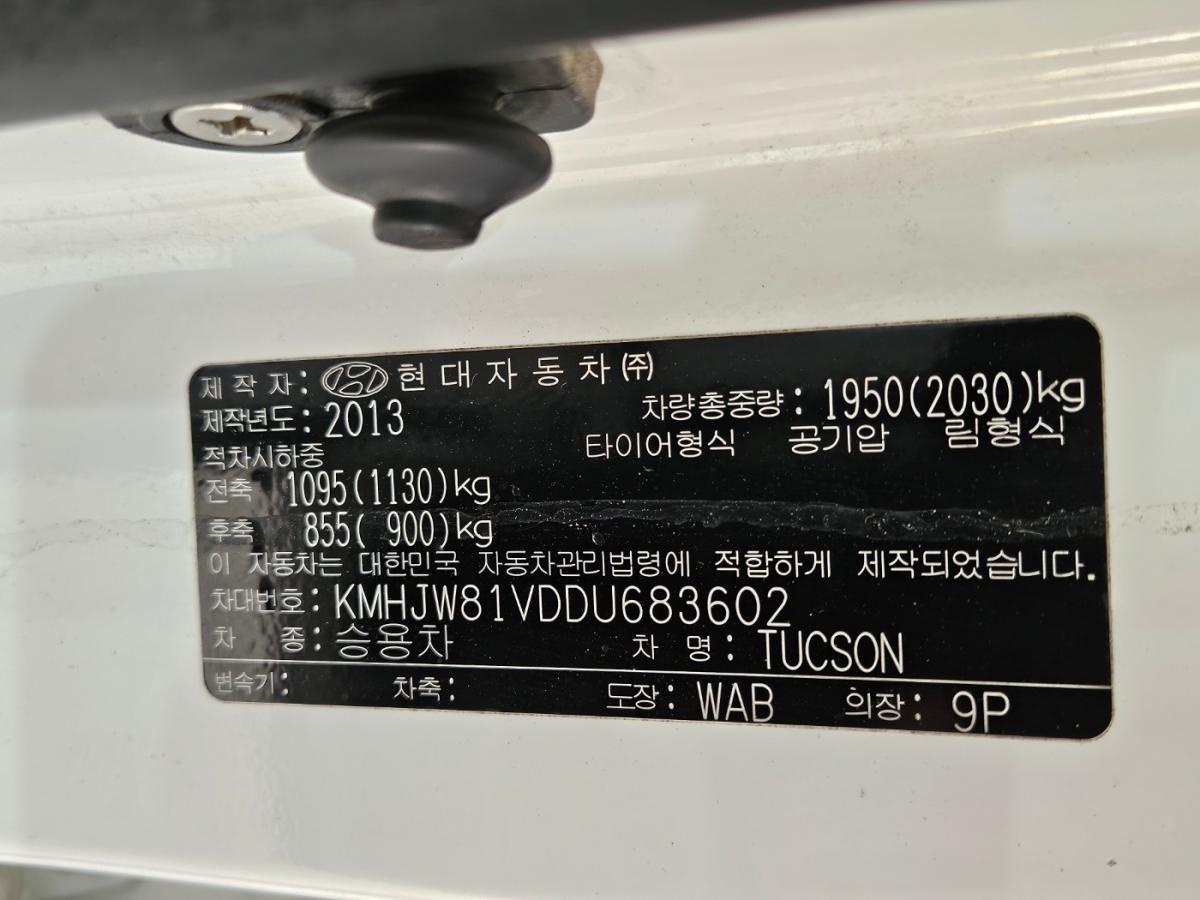 제 작 자 : 현 대 자 동 차 ㈜
제작년도 : 2013 차량총중량 : 1950(2030)kg
적차시하중 타이어형식 공기압 림형식
전축 1095(1130)kg
후축 855( 900)kg
이 자동차는 대한민국 자동차관리법령에 적합하게 제작되었습니다.
차대번호 : KMHJW81VDDU683602
차 종 : 승용차 차 명 : TUCSON
변속기 : 차축 : 도장 : WAB 의장 : 9P